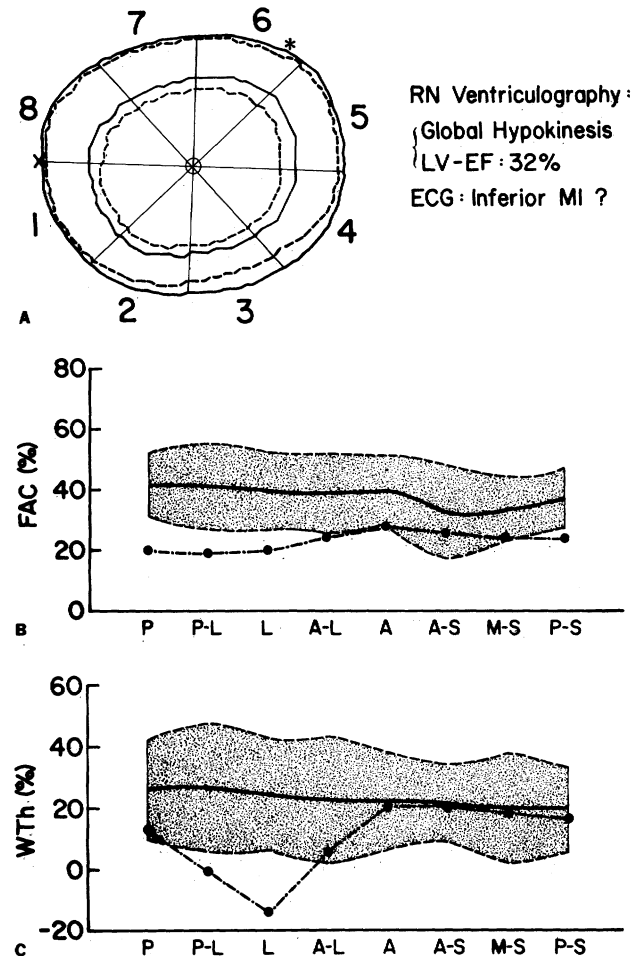 7
6
*
8
5
x
1
4
2
3
RN Ventriculography:
Global Hypokinesis
LV-EF: 32%
ECG: Inferior MI ?
A
80
60
40
20
0
FAC (%)
P P-L L A-L A A-S M-S P-S
B
60
40
20
0
-20
WTh (%)
P P-L L A-L A A-S M-S P-S
C